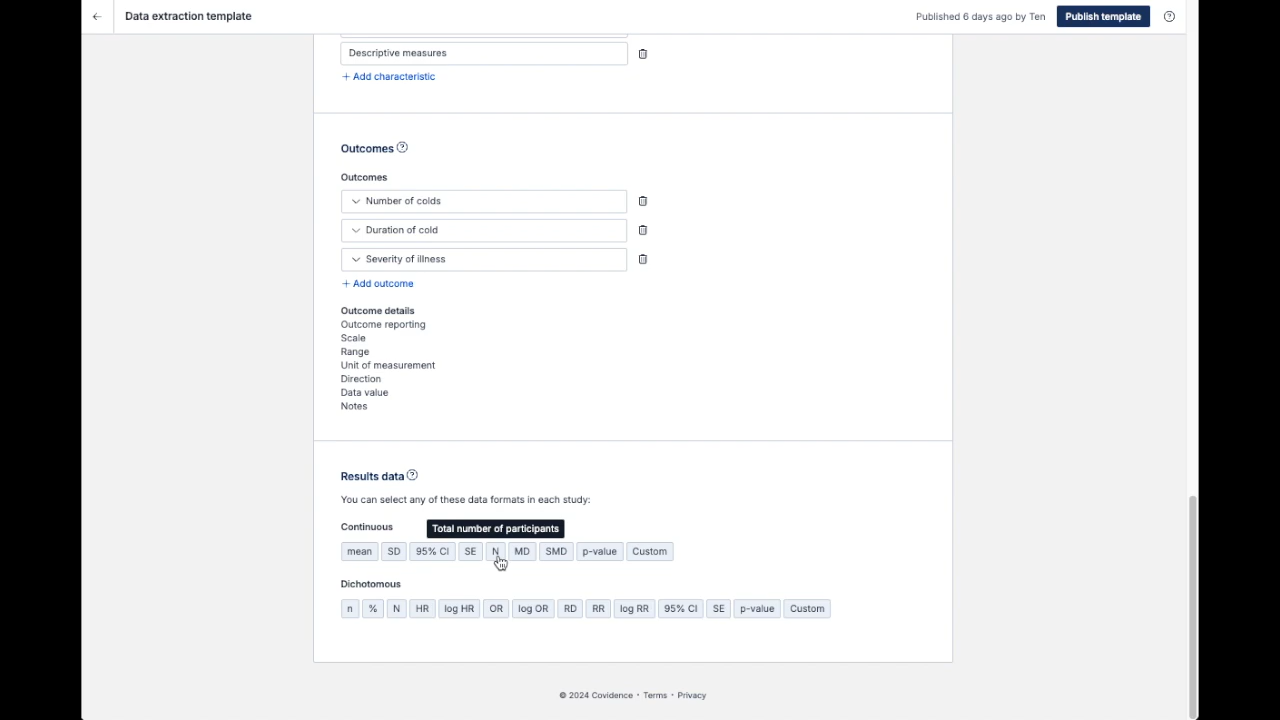 Data extraction template
Published 6 days ago by Ten
Publish template
Descriptive measures
+ Add characteristic
Outcomes
Outcomes
Number of colds
Duration of cold
Severity of illness
+ Add outcome
Outcome details
Outcome reporting
Scale
Range
Unit of measurement
Direction
Data value
Notes
Results data
You can select any of these data formats in each study:
Continuous
Total number of participants
mean SD 95% CI SE N MD SMD p-value Custom
Dichotomous
n % N HR log HR OR log OR RD RR log RR 95% CI SE p-value Custom
© 2024 Covidence · Terms · Privacy